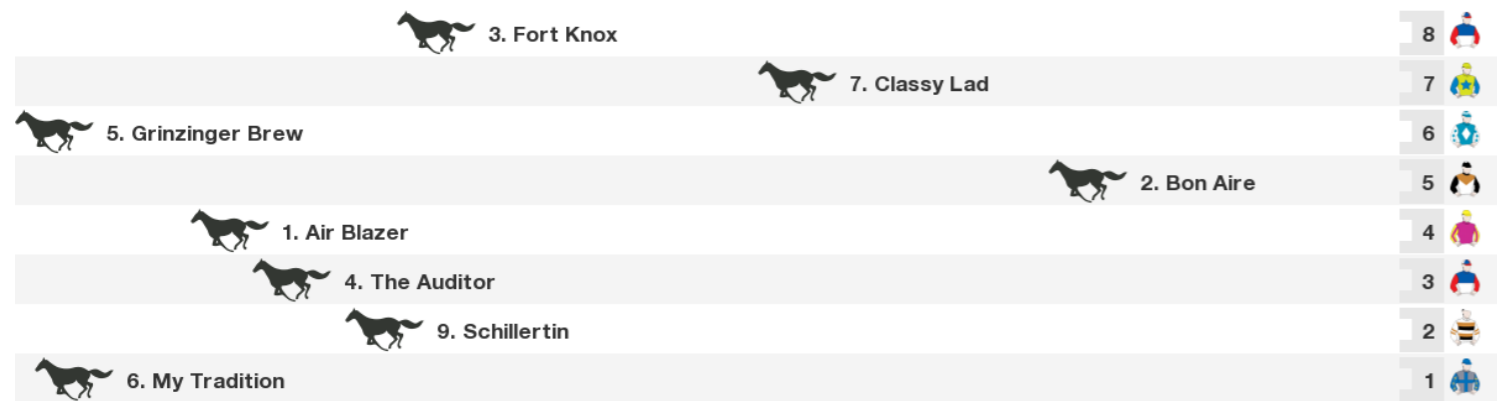 3. Fort Knox 8
7. Classy Lad 7
5. Grinzinger Brew 6
2. Bon Aire 5
1. Air Blazer 4
4. The Auditor 3
9. Schillertin 2
6. My Tradition 1